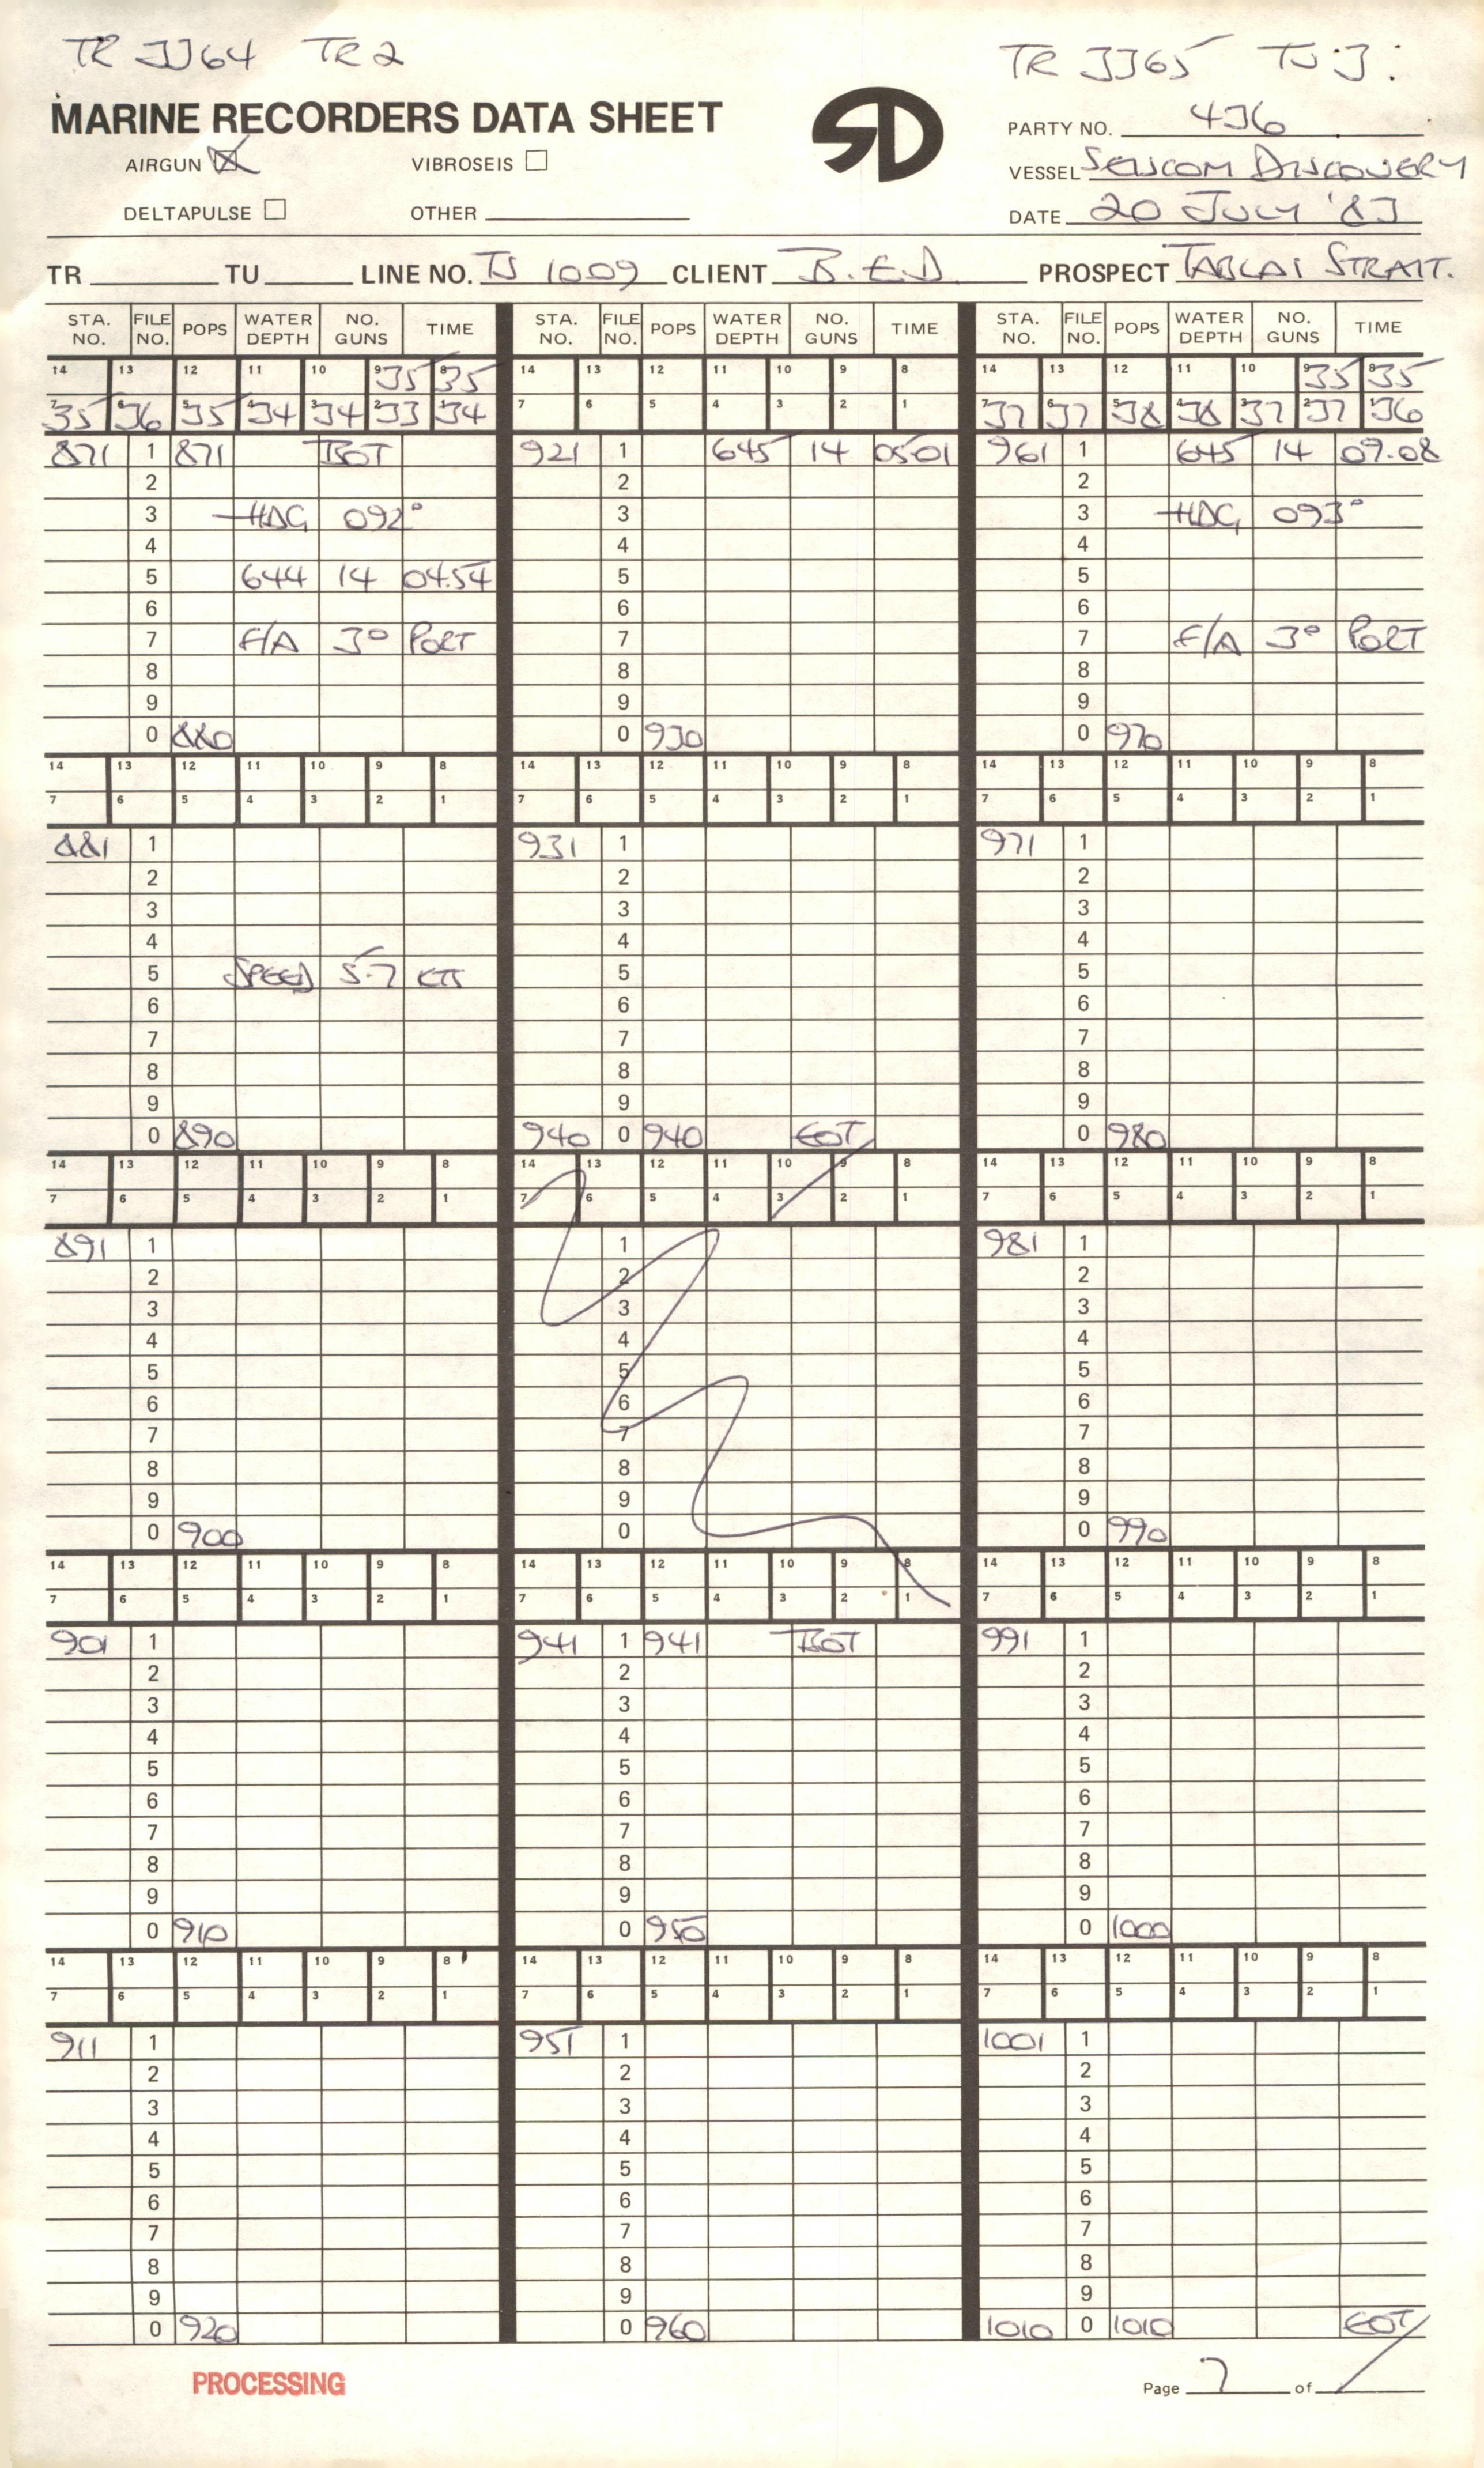 TR 3364 TR 2
TR 3365 TU 3:
MARINE RECORDERS DATA SHEET
SD
PARTY NO. 436
AIRGUN ☒ VIBROSEIS ☐
VESSEL SEISCOM DISCOVERY
DELTAPULSE ☐ OTHER
DATE 20 JULY '83
TR TU LINE NO. TS 1009 CLIENT B.E.D PROSPECT TABLAS STRAIT.
STA. NO. FILE NO. POPS WATER DEPTH NO. GUNS TIME STA. NO. FILE NO. POPS WATER DEPTH NO. GUNS TIME STA. NO. FILE NO. POPS WATER DEPTH NO. GUNS TIME
14 13 12 11 10 9 35 8 35 14 13 12 11 10 9 8 14 13 12 11 10 9 35 8 35
7 35 6 36 5 35 4 34 3 34 2 33 1 34 7 6 5 4 3 2 1 7 37 6 37 5 38 4 38 3 37 2 37 1 36
871 1 871 BOT 921 1 645 14 05.01 961 1 645 14 09.08
2 2 2
3 HDG 092° 3 3 HDG 093°
4 4 4
5 644 14 04.54 5 5
6 6 6
7 F/A 3° PORT 7 7 F/A 3° PORT
8 8 8
9 9 9
0 880 0 930 0 970
14 13 12 11 10 9 8 14 13 12 11 10 9 8 14 13 12 11 10 9 8
7 6 5 4 3 2 1 7 6 5 4 3 2 1 7 6 5 4 3 2 1
881 1 931 1 971 1
2 2 2
3 3 3
4 4 4
5 SPEED 5.7 KTS 5 5
6 6 6
7 7 7
8 8 8
9 9 9
0 890 940 0 940 EOT 0 980
14 13 12 11 10 9 8 14 13 12 11 10 9 8 14 13 12 11 10 9 8
7 6 5 4 3 2 1 7 6 5 4 3 2 1 7 6 5 4 3 2 1
891 1 1 981 1
2 2 2
3 3 3
4 4 4
5 5 5
6 6 6
7 7 7
8 8 8
9 9 9
0 900 0 0 990
14 13 12 11 10 9 8 14 13 12 11 10 9 8 14 13 12 11 10 9 8
7 6 5 4 3 2 1 7 6 5 4 3 2 1 7 6 5 4 3 2 1
901 1 941 1 941 BOT 991 1
2 2 2
3 3 3
4 4 4
5 5 5
6 6 6
7 7 7
8 8 8
9 9 9
0 910 0 950 0 1000
14 13 12 11 10 9 8 14 13 12 11 10 9 8 14 13 12 11 10 9 8
7 6 5 4 3 2 1 7 6 5 4 3 2 1 7 6 5 4 3 2 1
911 1 951 1 1001 1
2 2 2
3 3 3
4 4 4
5 5 5
6 6 6
7 7 7
8 8 8
9 9 9
0 920 0 960 1010 0 1010 EOT
PROCESSING
Page 7 of